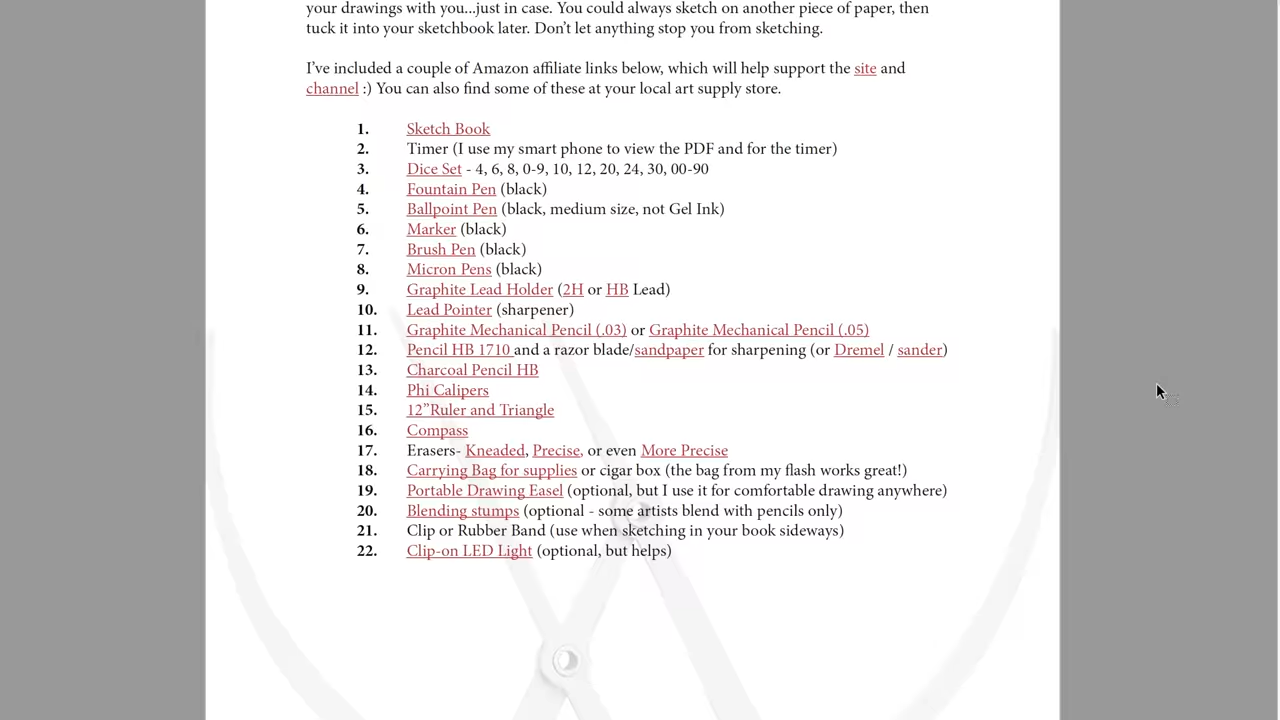 your drawings with you...just in case. You could always sketch on another piece of paper, then
tuck it into your sketchbook later. Don't let anything stop you from sketching.
I've included a couple of Amazon affiliate links below, which will help support the site and
channel :) You can also find some of these at your local art supply store.
1. Sketch Book
2. Timer (I use my smart phone to view the PDF and for the timer)
3. Dice Set - 4, 6, 8, 0-9, 10, 12, 20, 24, 30, 00-90
4. Fountain Pen (black)
5. Ballpoint Pen (black, medium size, not Gel Ink)
6. Marker (black)
7. Brush Pen (black)
8. Micron Pens (black)
9. Graphite Lead Holder (2H or HB Lead)
10. Lead Pointer (sharpener)
11. Graphite Mechanical Pencil (.03) or Graphite Mechanical Pencil (.05)
12. Pencil HB 1710 and a razor blade/sandpaper for sharpening (or Dremel / sander)
13. Charcoal Pencil HB
14. Phi Calipers
15. 12”Ruler and Triangle
16. Compass
17. Erasers- Kneaded, Precise, or even More Precise
18. Carrying Bag for supplies or cigar box (the bag from my flash works great!)
19. Portable Drawing Easel (optional, but I use it for comfortable drawing anywhere)
20. Blending stumps (optional - some artists blend with pencils only)
21. Clip or Rubber Band (use when sketching in your book sideways)
22. Clip-on LED Light (optional, but helps)